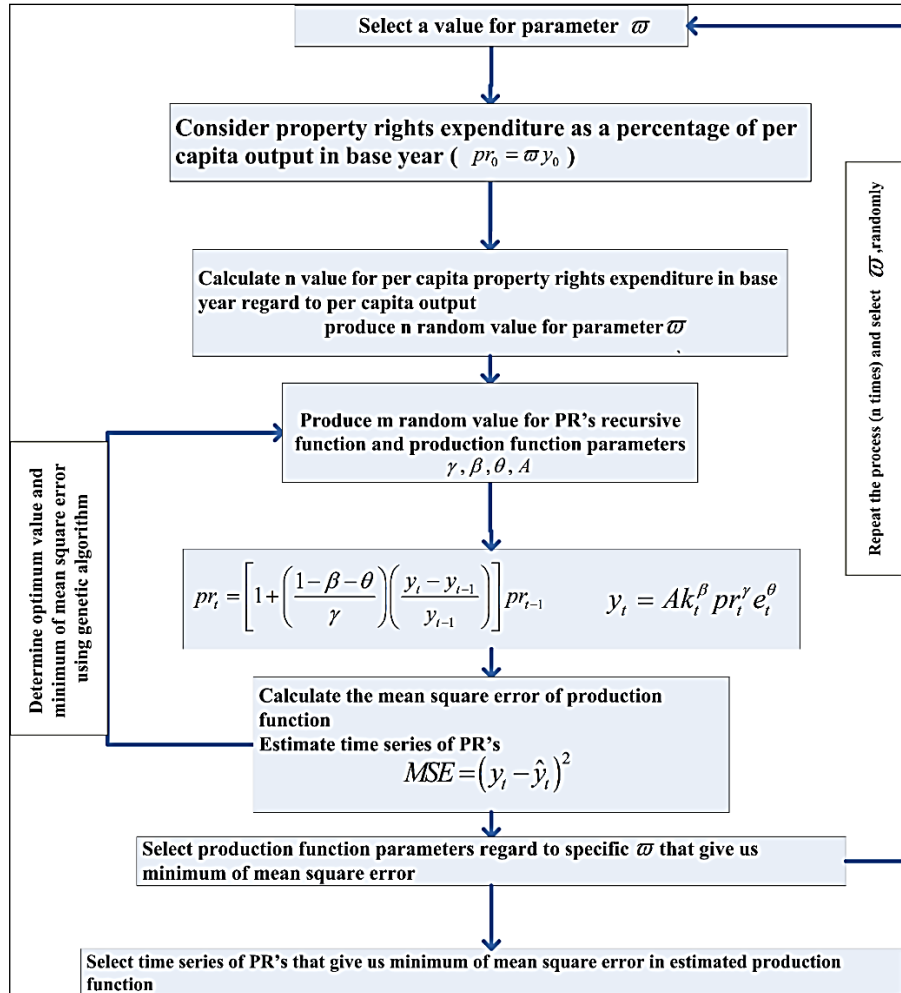 Select a value for parameter ϖ
Consider property rights expenditure as a percentage of per
capita output in base year ( pr₀ = ϖ y₀ )
Calculate n value for per capita property rights expenditure in base
year regard to per capita output
produce n random value for parameter ϖ
Produce m random value for PR's recursive
function and production function parameters
γ , β , θ , A
pr_t = [1 + ((1 − β − θ) / γ) ((y_t − y_{t−1}) / y_{t−1})] pr_{t−1}
y_t = A k_t^β pr_t^γ e_t^θ
Calculate the mean square error of production
function
Estimate time series of PR's
MSE = (y_t − ŷ_t)²
Select production function parameters regard to specific ϖ that give us
minimum of mean square error
Select time series of PR's that give us minimum of mean square error in estimated production
function
Determine optimum value and
minimum of mean square error
using genetic algorithm
Repeat the process (n times) and select ϖ ,randomly